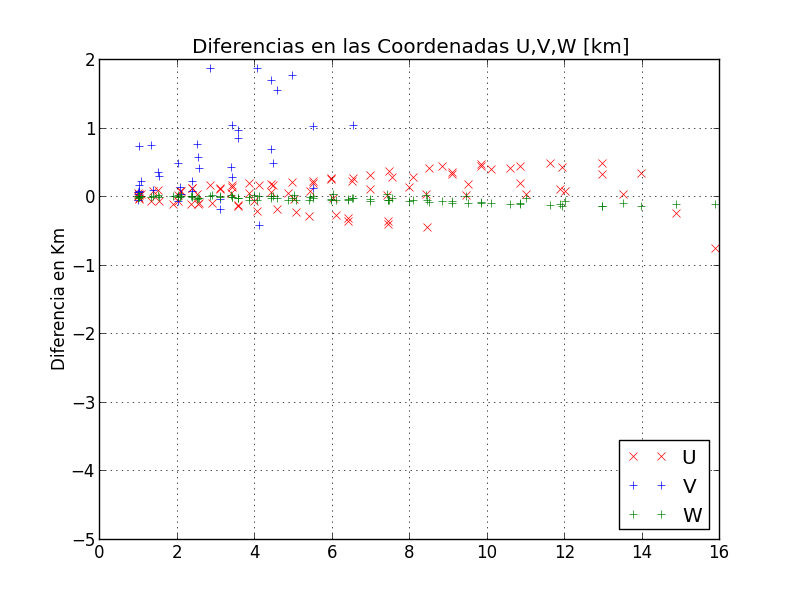 Diferencias en las Coordenadas U,V,W [km]
2
1
0
−1
−2
−3
−4
−5
Diferencia en Km
0 2 4 6 8 10 12 14 16
U
V
W